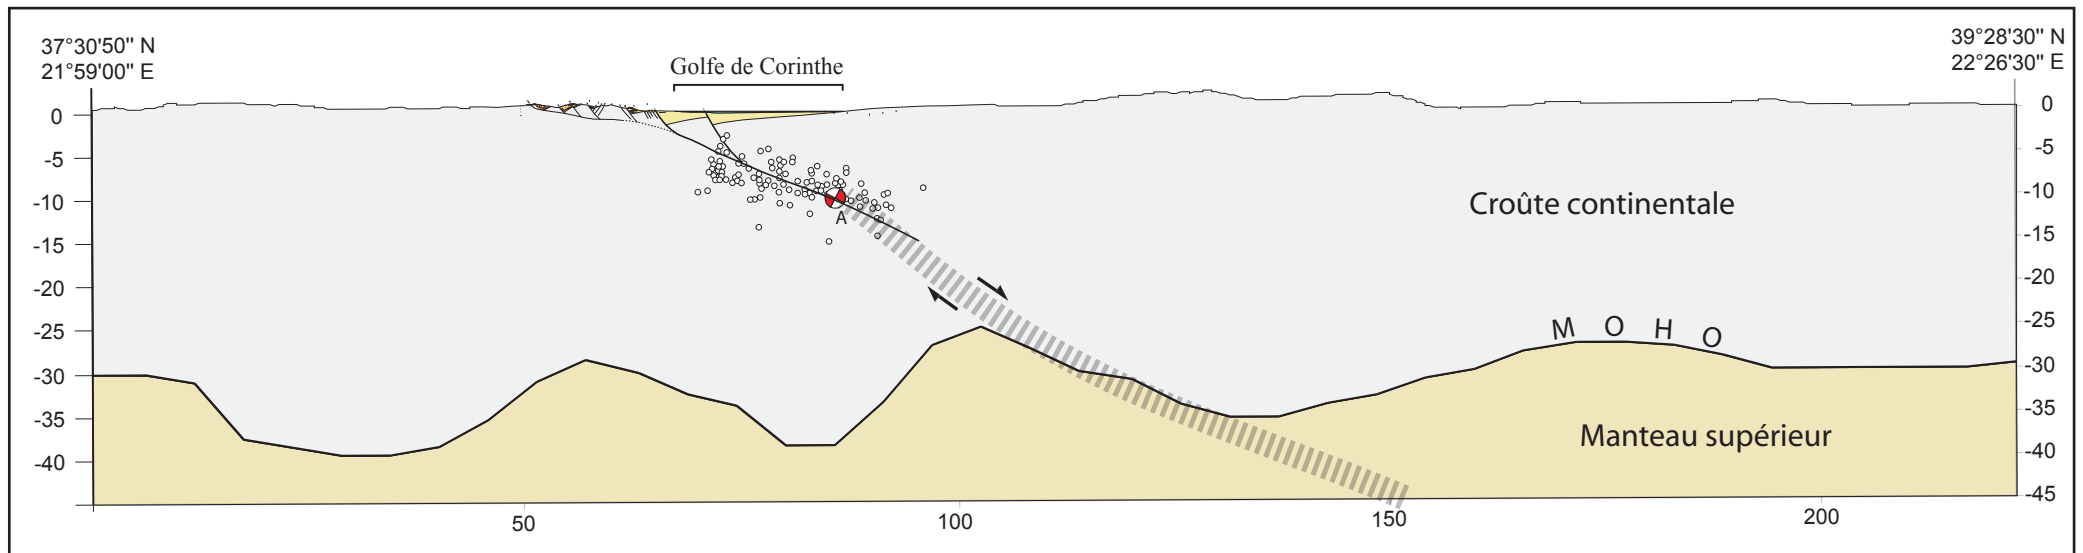 37°30'50'' N
21°59'00'' E
39°28'30'' N
22°26'30'' E
Golfe de Corinthe
0
-5
-10
-15
-20
-25
-30
-35
-40
0
-5
-10
-15
-20
-25
-30
-35
-40
-45
A
Croûte continentale
M O H O
Manteau supérieur
50
100
150
200